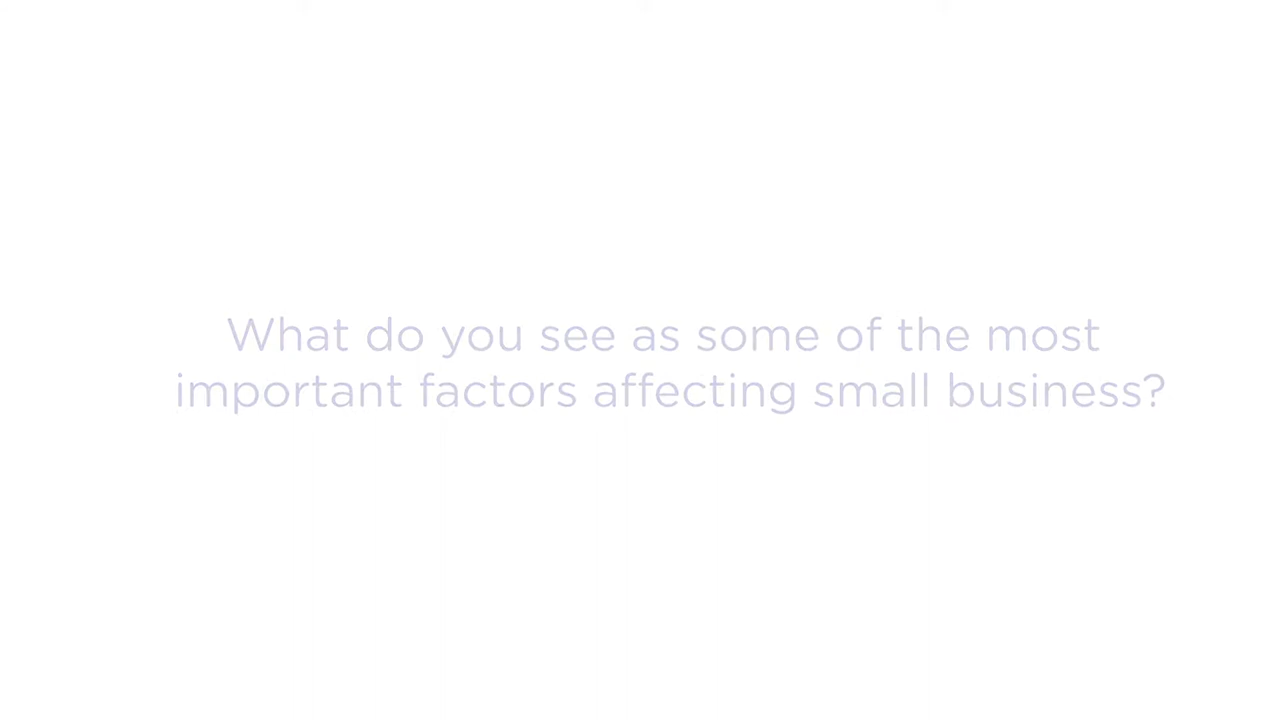 What do you see as some of the most
important factors affecting small business?